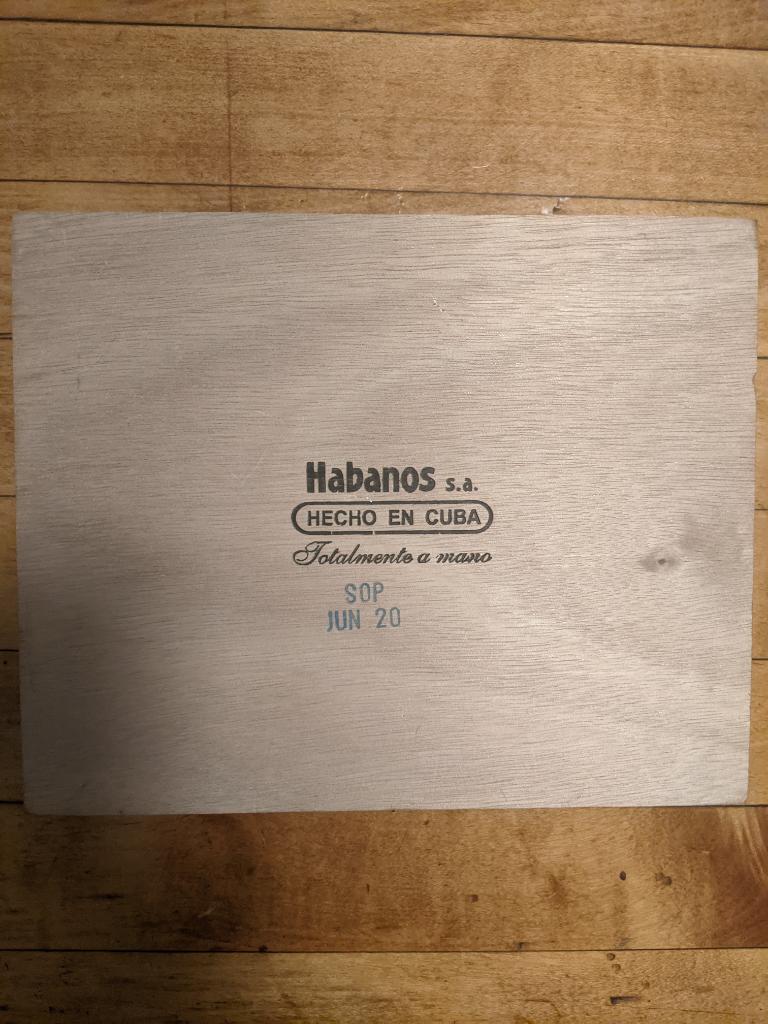 Habanos s.a.
HECHO EN CUBA
Totalmente a mano
SOP
JUN 20